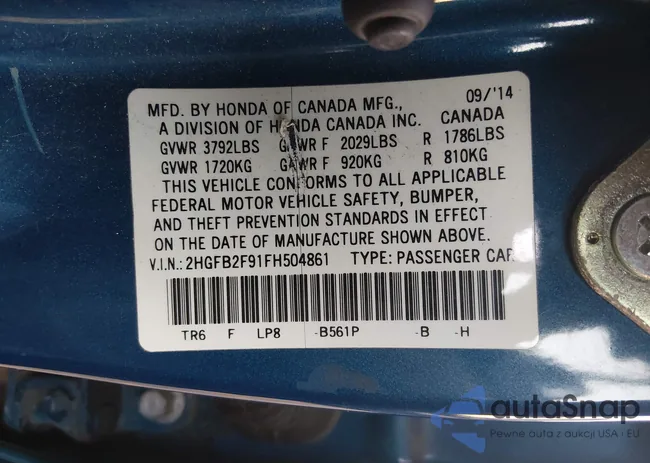 MFD. BY HONDA OF CANADA MFG., 09/'14
A DIVISION OF HONDA CANADA INC. CANADA
GVWR 3792LBS GAWR F 2029LBS R 1786LBS
GVWR 1720KG GAWR F 920KG R 810KG
THIS VEHICLE CONFORMS TO ALL APPLICABLE
FEDERAL MOTOR VEHICLE SAFETY, BUMPER,
AND THEFT PREVENTION STANDARDS IN EFFECT
ON THE DATE OF MANUFACTURE SHOWN ABOVE.
V.I.N.: 2HGFB2F91FH504861 TYPE: PASSENGER CAR
TR6 F LP8 -B561P -B -H
autoSnap
Pewne auta z aukcji USA i EU